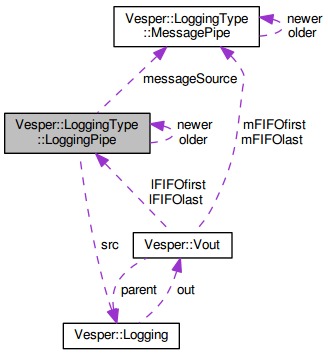 Vesper::LoggingType
::MessagePipe
newer
older
messageSource
Vesper::LoggingType
::LoggingPipe
newer
older
mFIFOfirst
mFIFOlast
lFIFOfirst
lFIFOlast
src
Vesper::Vout
parent
out
Vesper::Logging